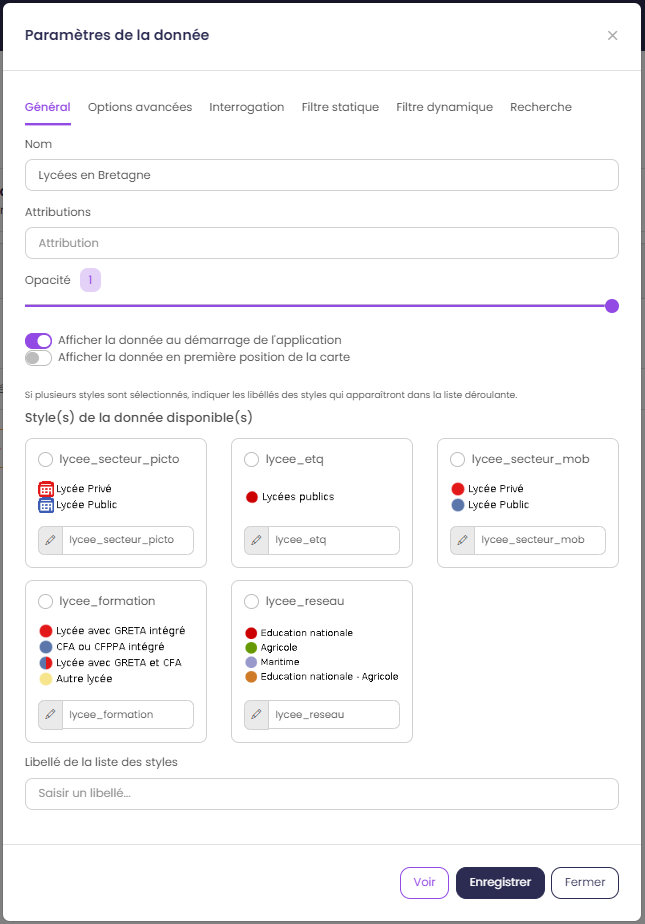 Paramètres de la donnée
Général Options avancées Interrogation Filtre statique Filtre dynamique Recherche
Nom
Lycées en Bretagne
Attributions
Attribution
Opacité 1
Afficher la donnée au démarrage de l'application
Afficher la donnée en première position de la carte
Si plusieurs styles sont sélectionnés, indiquer les libéllés des styles qui apparaîtront dans la liste déroulante.
Style(s) de la donnée disponible(s)
lycee_secteur_picto
Lycée Privé
Lycée Public
lycee_secteur_picto
lycee_etq
Lycées publics
lycee_etq
lycee_secteur_mob
Lycée Privé
Lycée Public
lycee_secteur_mob
lycee_formation
Lycée avec GRETA intégré
CFA ou CFPPA intégré
Lycée avec GRETA et CFA
Autre lycée
lycee_formation
lycee_reseau
Education nationale
Agricole
Maritime
Education nationale - Agricole
lycee_reseau
Libellé de la liste des styles
Saisir un libellé...
Voir Enregistrer Fermer